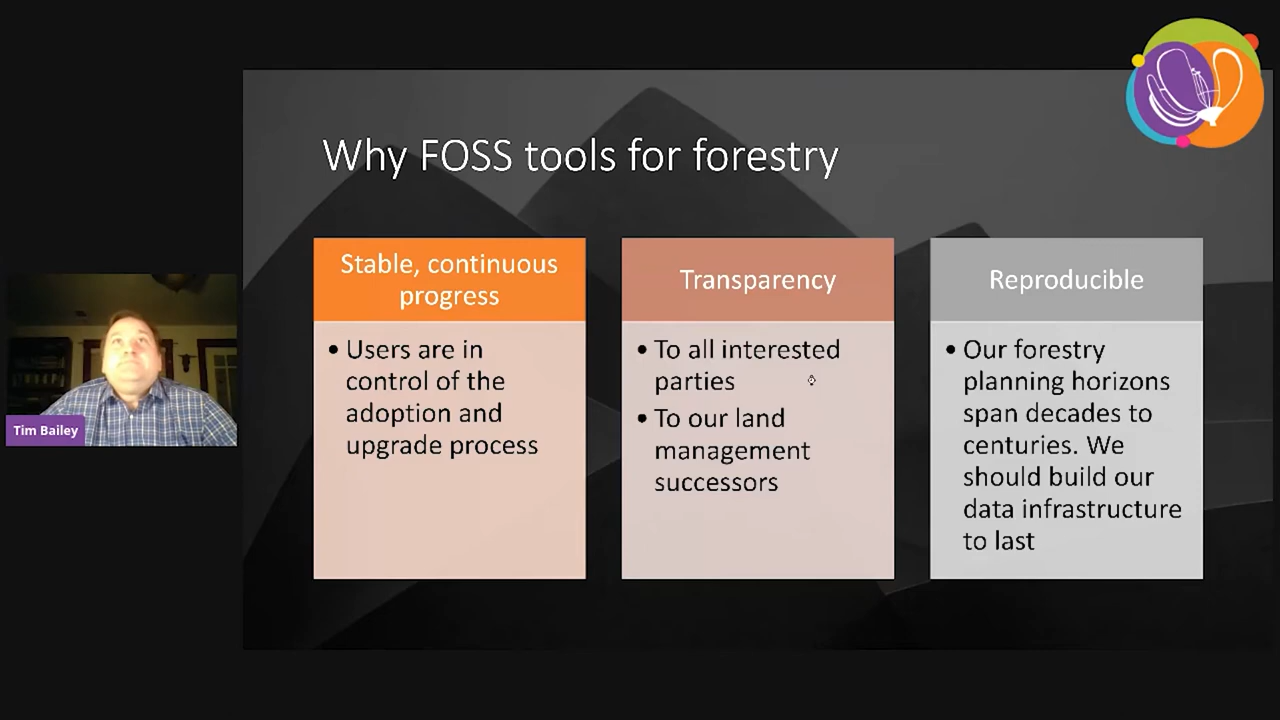 Why FOSS tools for forestry
Stable, continuous
progress
• Users are in
control of the
adoption and
upgrade process
Transparency
• To all interested
parties
• To our land
management
successors
Reproducible
• Our forestry
planning horizons
span decades to
centuries. We
should build our
data infrastructure
to last
Tim Bailey